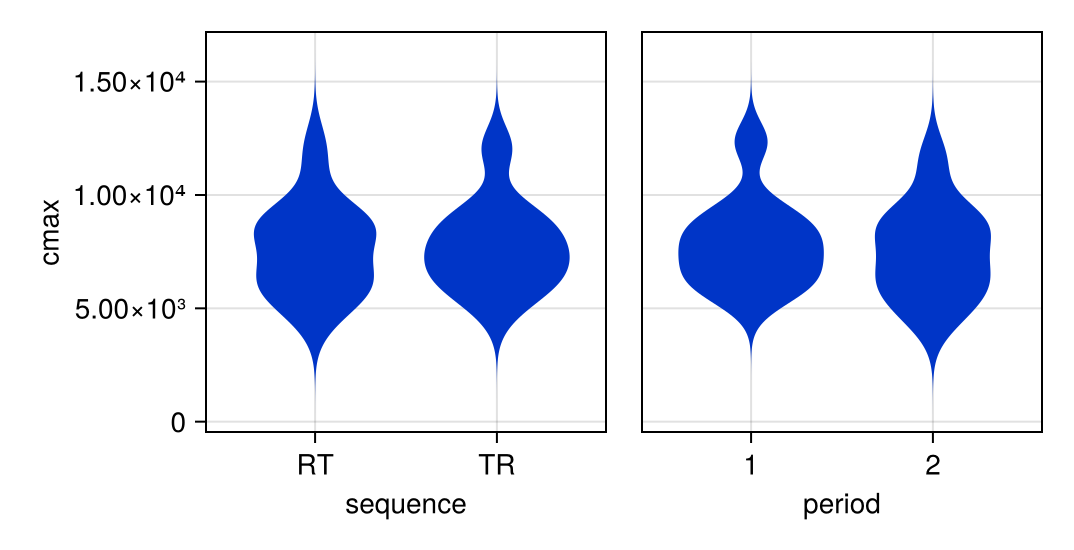 1.50×10⁴
1.00×10⁴
5.00×10³
0
cmax
RT TR
sequence
1 2
period